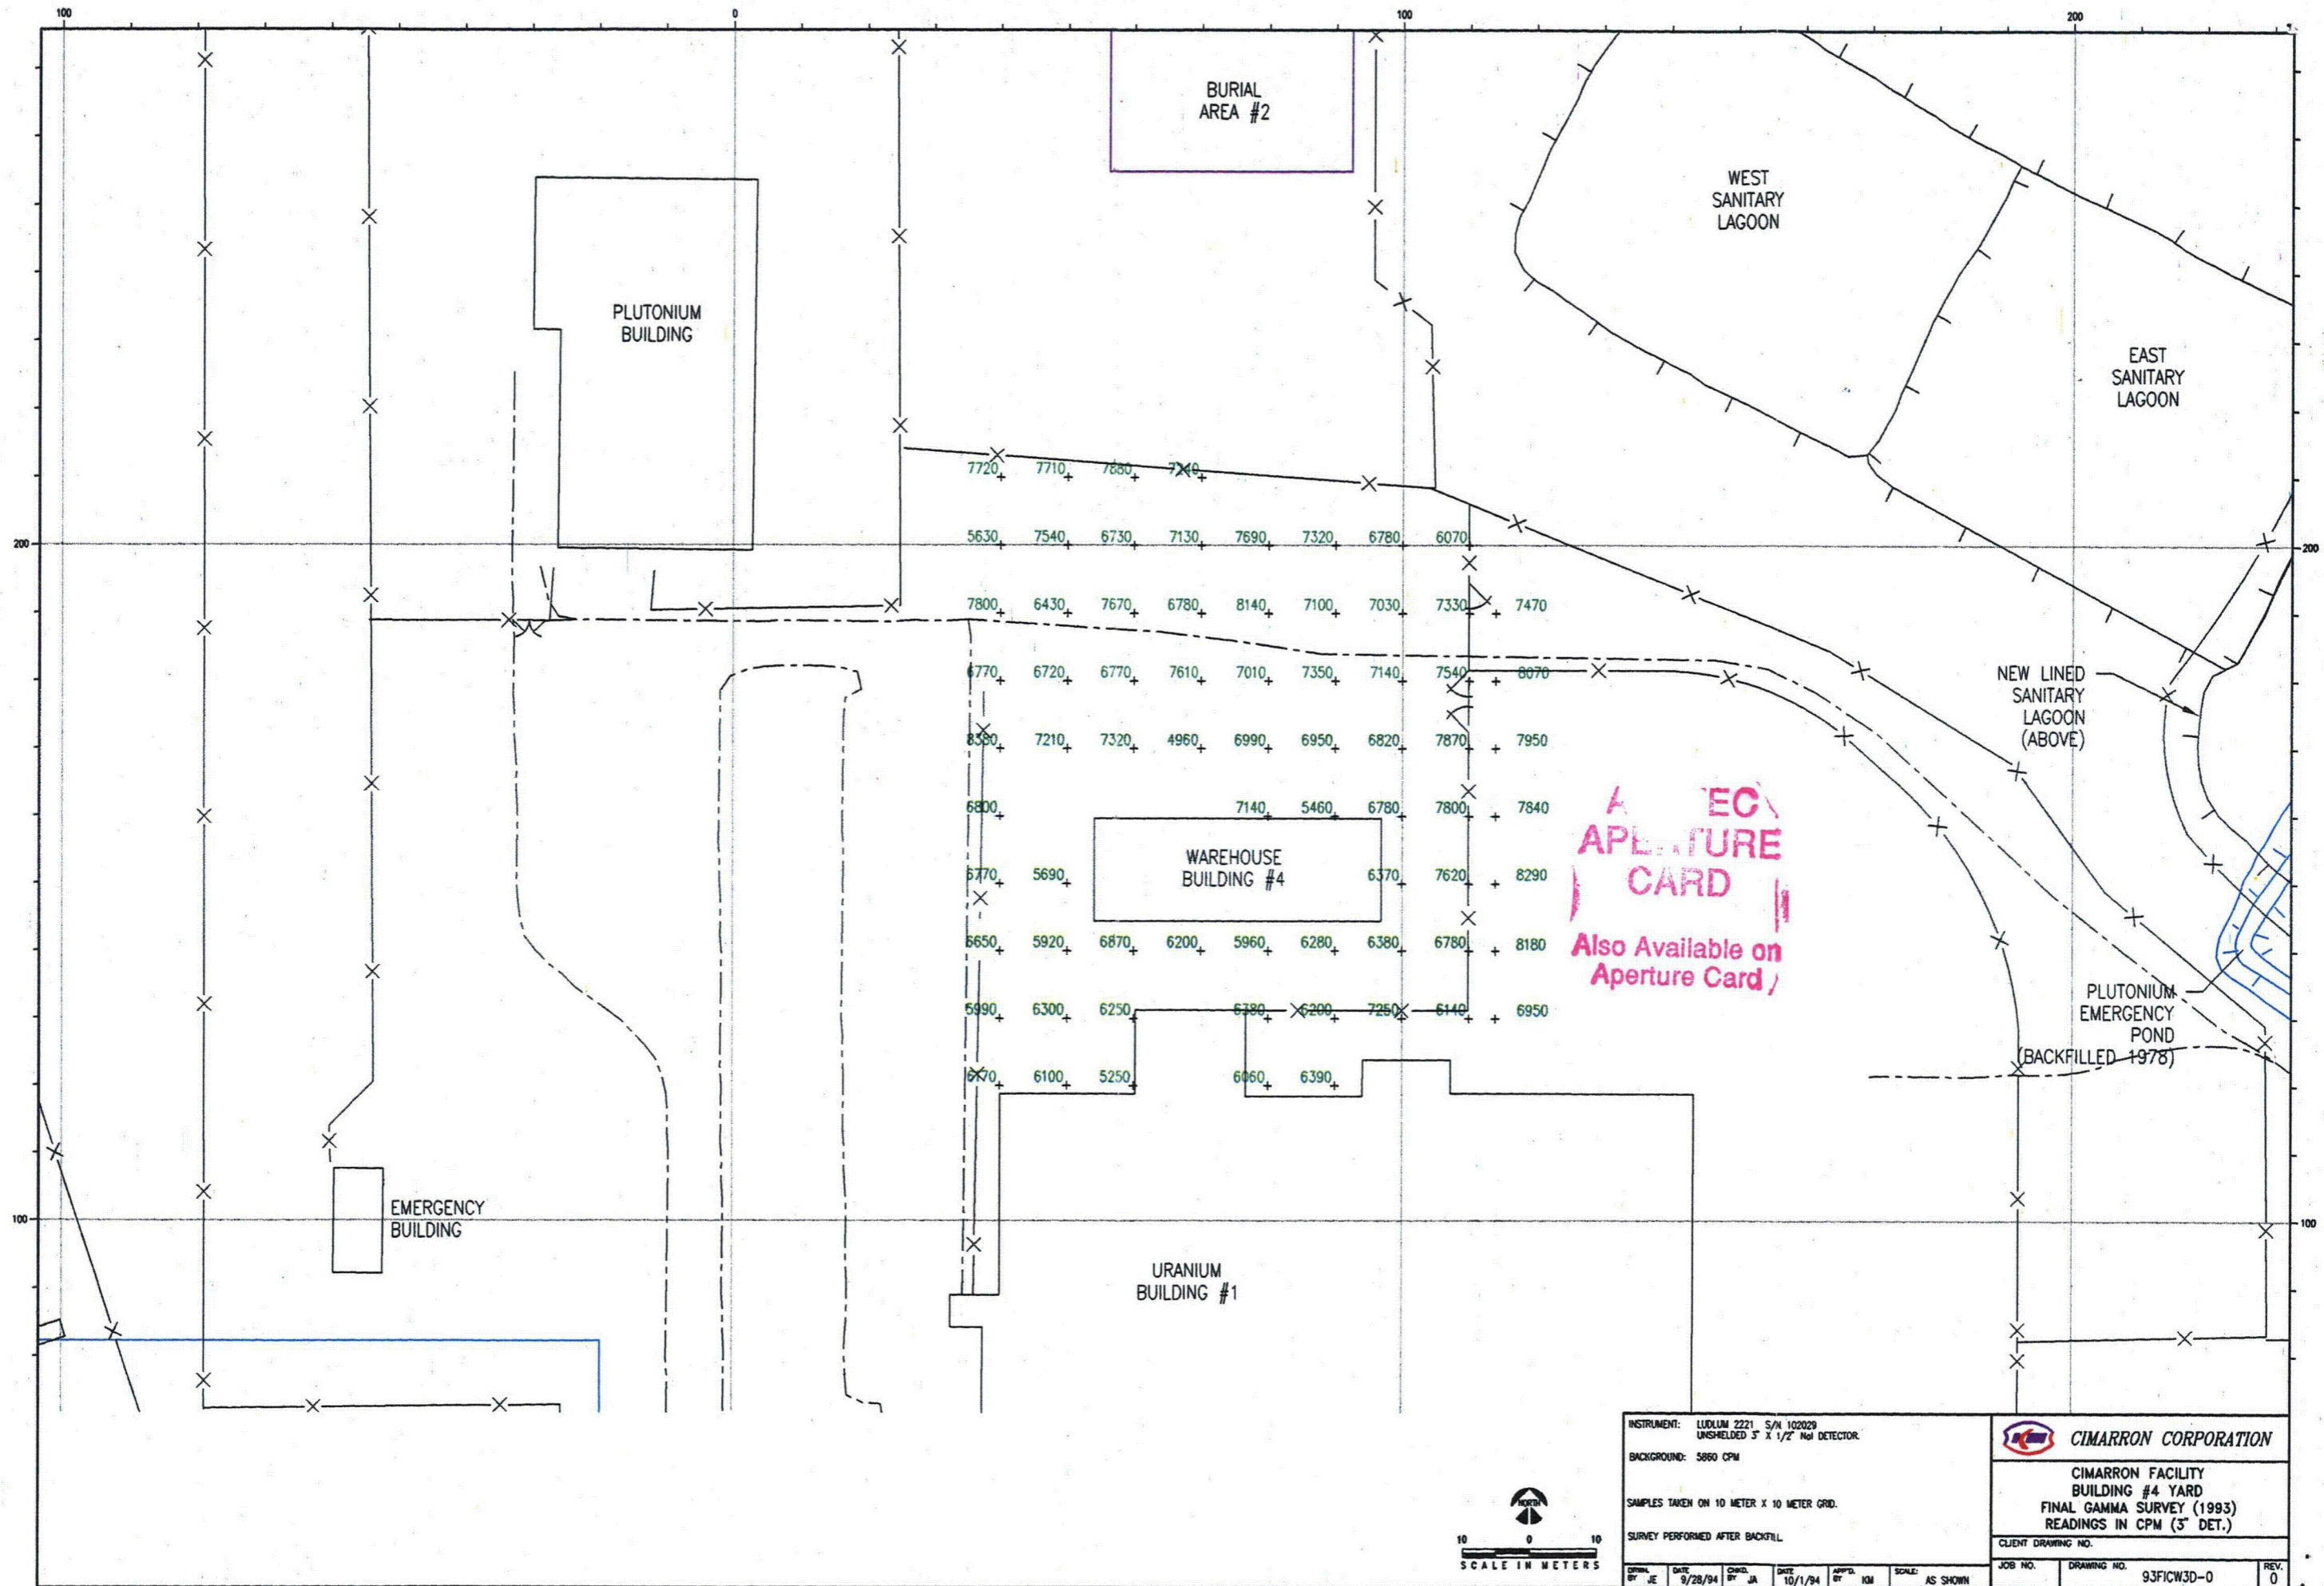 100 0 100 200
BURIAL
AREA #2
WEST
SANITARY
LAGOON
PLUTONIUM
BUILDING
EAST
SANITARY
LAGOON
7720 7710 7880
200 5630 7540 6730 7130 7690 7320 6780 6070 200
7800 6430 7670 6780 8140 7100 7030 7330 7470
6770 6720 6770 7610 7010 7350 7140 7540 8070
NEW LINED
SANITARY
LAGOON
(ABOVE)
8380 7210 7320 4960 6990 6950 6820 7870 7950
6800 7140 5460 6780 7800 7840
CARD
Also Available on
Aperture Card
WAREHOUSE
BUILDING #4
6770 5690 6370 7620 8290
6650 5920 6870 6200 5960 6280 6380 6780 8180
5990 6300 6250 6380 6200 7250 6140 6950
PLUTONIUM
EMERGENCY
POND
(BACKFILLED 1978)
6100 5250 6060 6390
EMERGENCY
BUILDING
100 100
URANIUM
BUILDING #1
INSTRUMENT: LUDLUM 2221 S/N 102029
UNSHIELDED 3" X 1/2" NaI DETECTOR.
BACKGROUND: 5860 CPM
SAMPLES TAKEN ON 10 METER X 10 METER GRID.
SURVEY PERFORMED AFTER BACKFILL
CIMARRON CORPORATION
CIMARRON FACILITY
BUILDING #4 YARD
FINAL GAMMA SURVEY (1993)
READINGS IN CPM (3" DET.)
CLIENT DRAWING NO.
JOB NO. DRAWING NO. 93FICW3D-0 REV. 0
NORTH
10 0 10
SCALE IN METERS
DRWN. BY JE DATE 9/28/94 CHKD. BY JA DATE 10/1/94 APP'D. BY KM SCALE: AS SHOWN